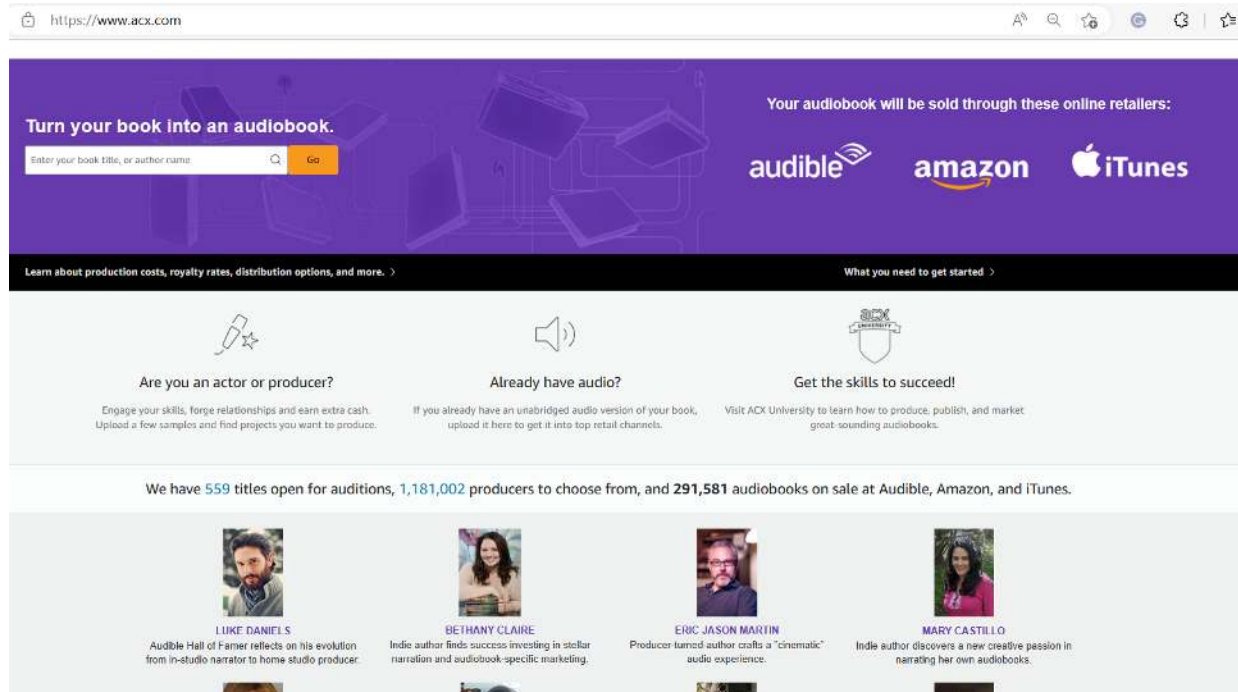 https://www.acx.com
Turn your book into an audiobook.
Enter your book title, or author name
Go
Your audiobook will be sold through these online retailers:
audible
amazon
iTunes
Learn about production costs, royalty rates, distribution options, and more. >
What you need to get started >
acx
UNIVERSITY
Are you an actor or producer?
Engage your skills, forge relationships and earn extra cash.
Upload a few samples and find projects you want to produce.
Already have audio?
If you already have an unabridged audio version of your book,
upload it here to get it into top retail channels.
Get the skills to succeed!
Visit ACX University to learn how to produce, publish, and market
great-sounding audiobooks.
We have 559 titles open for auditions, 1,181,002 producers to choose from, and 291,581 audiobooks on sale at Audible, Amazon, and iTunes.
LUKE DANIELS
Audible Hall of Famer reflects on his evolution
from in-studio narrator to home studio producer.
BETHANY CLAIRE
Indie author finds success investing in stellar
narration and audiobook-specific marketing.
ERIC JASON MARTIN
Producer-turned-author crafts a "cinematic"
audio experience.
MARY CASTILLO
Indie author discovers a new creative passion in
narrating her own audiobooks.